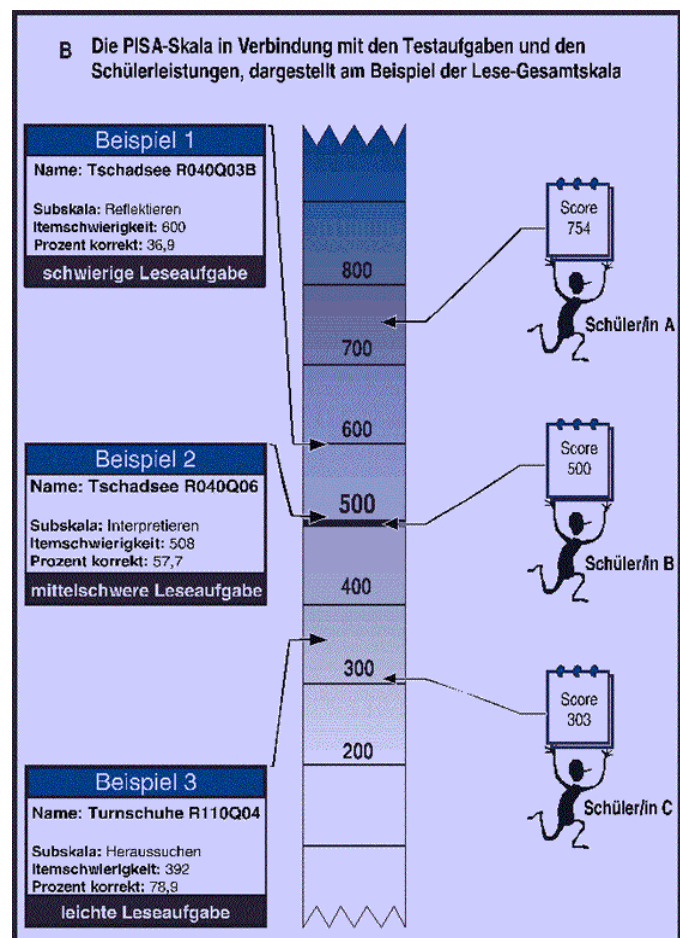 B Die PISA-Skala in Verbindung mit den Testaufgaben und den
Schülerleistungen, dargestellt am Beispiel der Lese-Gesamtskala
Beispiel 1
Name: Tschadsee R040Q03B
Subskala: Reflektieren
Itemschwierigkeit: 600
Prozent korrekt: 36,9
schwierige Leseaufgabe
Beispiel 2
Name: Tschadsee R040Q06
Subskala: Interpretieren
Itemschwierigkeit: 508
Prozent korrekt: 57,7
mittelschwere Leseaufgabe
Beispiel 3
Name: Turnschuhe R110Q04
Subskala: Heraussuchen
Itemschwierigkeit: 392
Prozent korrekt: 78,9
leichte Leseaufgabe
800
700
600
500
400
300
200
Score
754
Schüler/in A
Score
500
Schüler/in B
Score
303
Schüler/in C